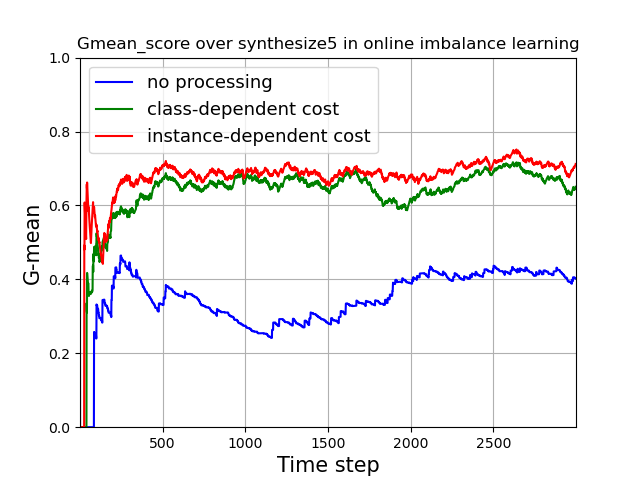 Gmean_score over synthesize5 in online imbalance learning
1.0
0.8
0.6
0.4
0.2
0.0
G-mean
no processing
class-dependent cost
instance-dependent cost
500 1000 1500 2000 2500
Time step